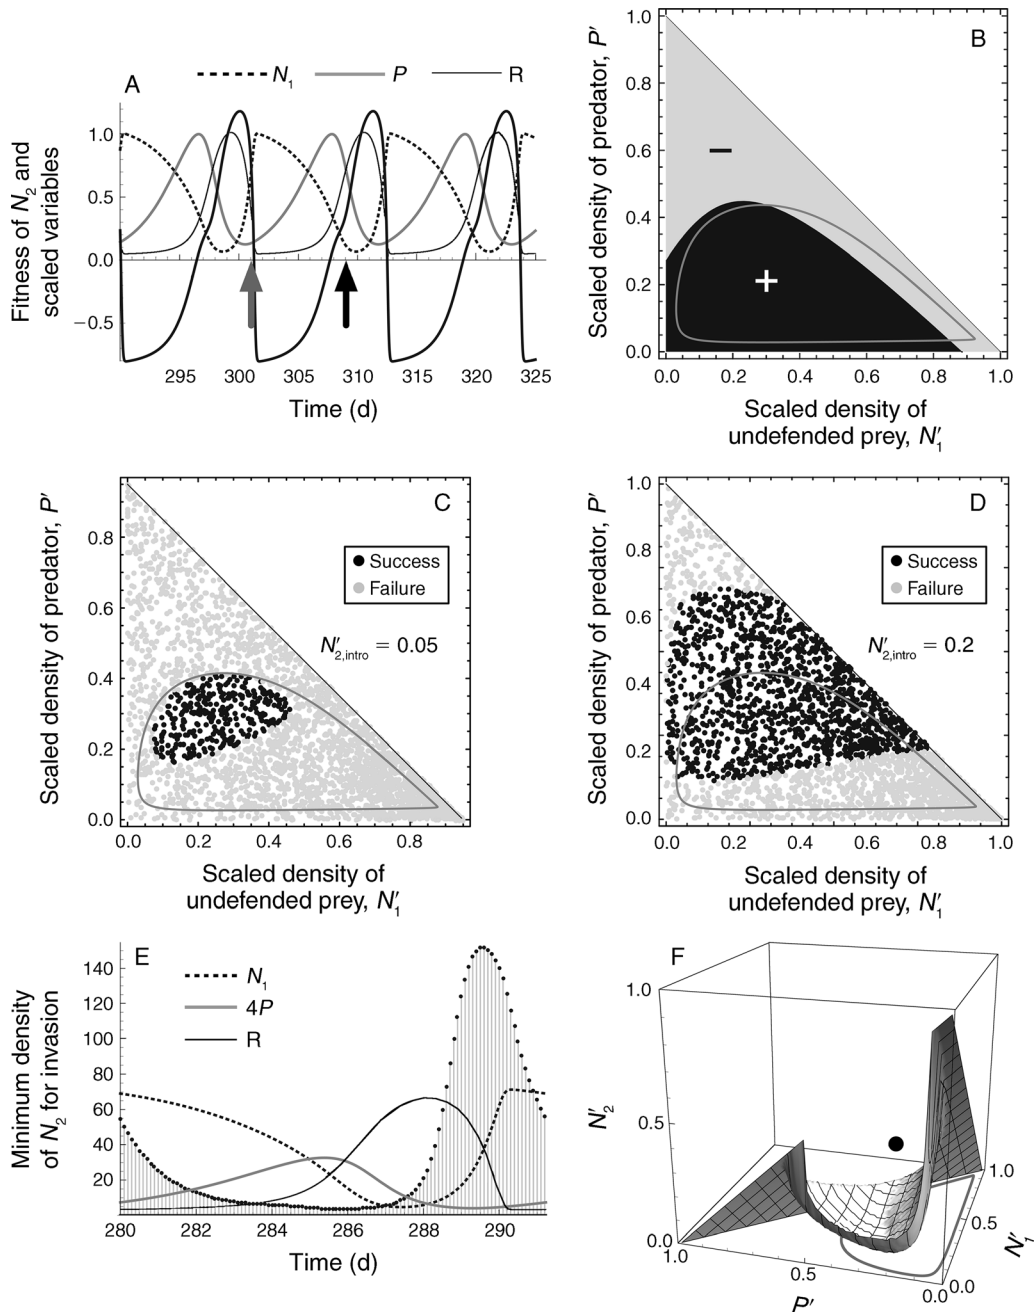 A
N1 P R
Fitness of N2 and
scaled variables
1.0
0.5
0.0
−0.5
295 300 305 310 315 320 325
Time (d)
B
Scaled density of predator, P′
1.0
0.8
0.6
0.4
0.2
0.0
−
+
0.0 0.2 0.4 0.6 0.8 1.0
Scaled density of
undefended prey, N′1
C
Scaled density of predator, P′
0.8
0.6
0.4
0.2
0.0
Success
Failure
N′2,intro = 0.05
0.0 0.2 0.4 0.6 0.8
Scaled density of
undefended prey, N′1
D
Scaled density of predator, P′
1.0
0.8
0.6
0.4
0.2
0.0
Success
Failure
N′2,intro = 0.2
0.0 0.2 0.4 0.6 0.8 1.0
Scaled density of
undefended prey, N′1
E
N1
4P
R
Minimum density
of N2 for invasion
140
120
100
80
60
40
20
280 282 284 286 288 290
Time (d)
F
1.0
N′2
0.5
0.0
1.0
0.5
0.0
P′
0.0
0.5
1.0
N′1